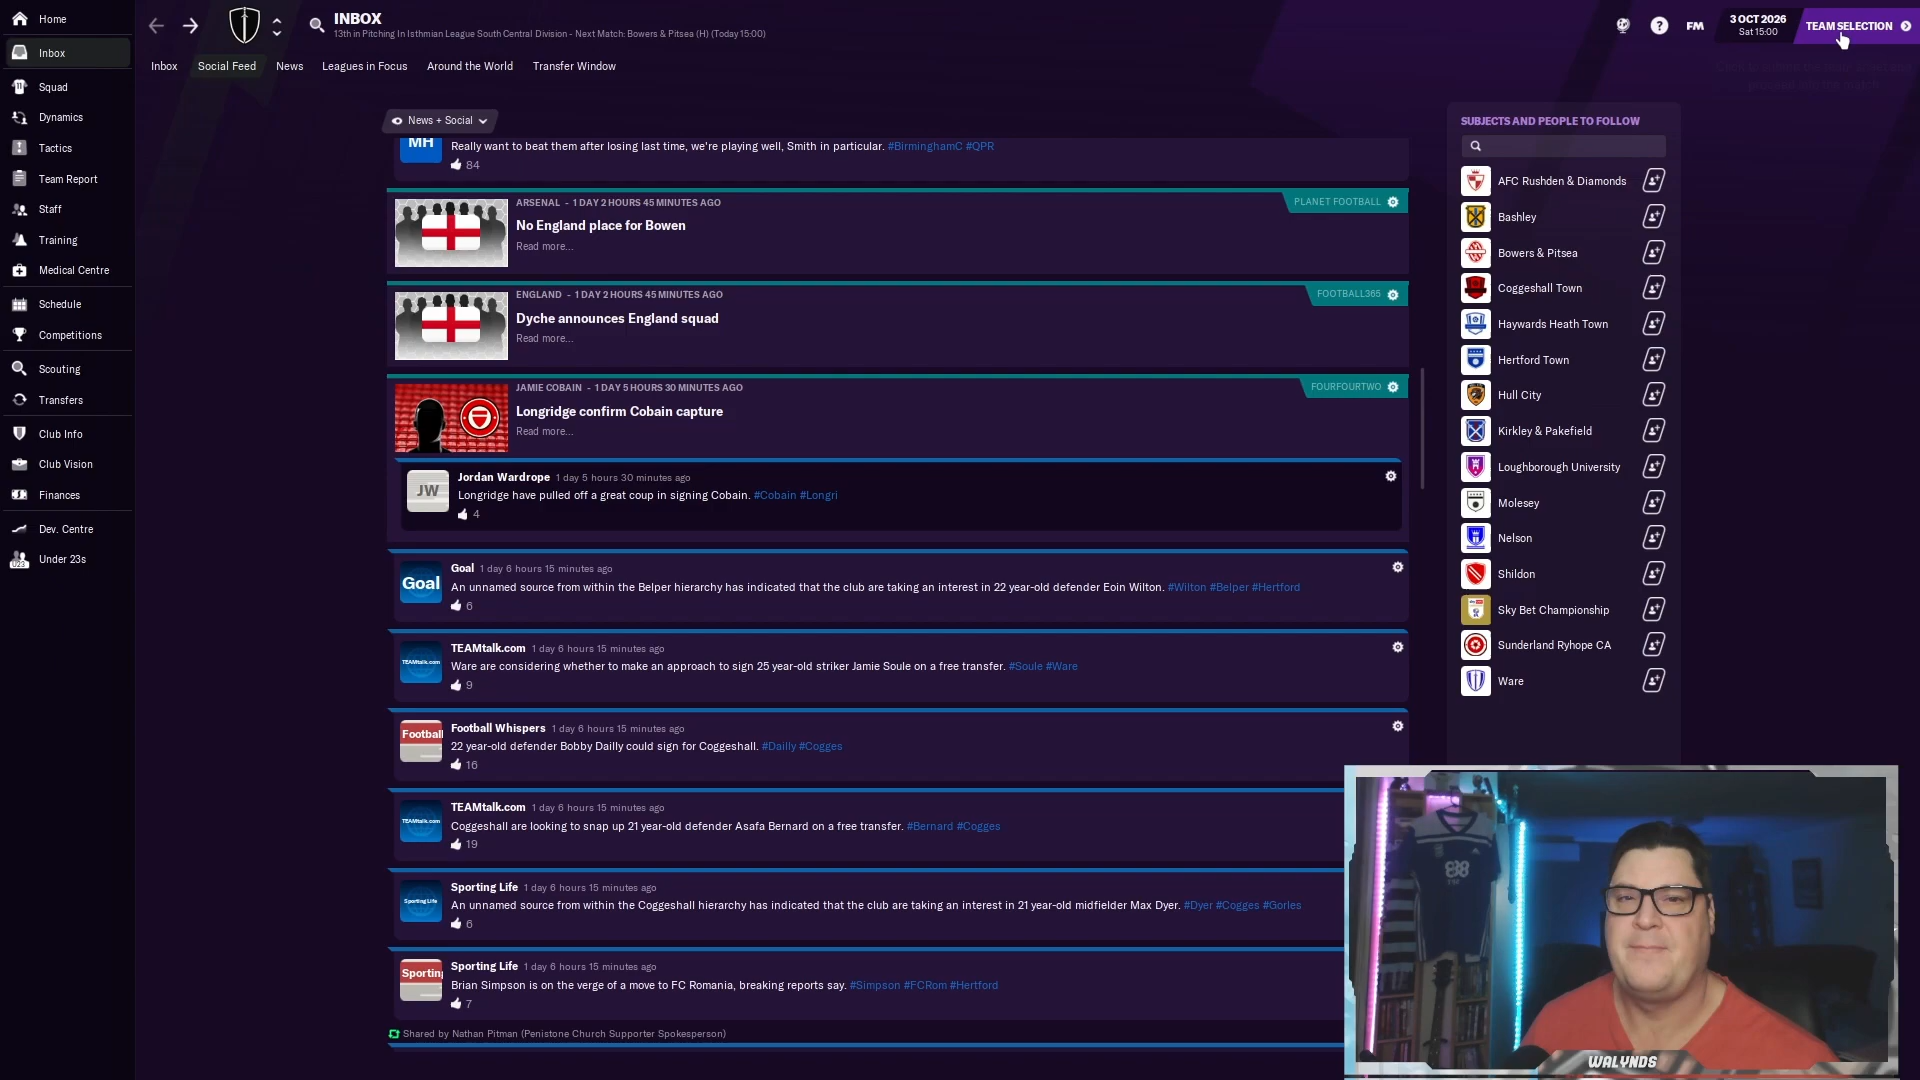 Home
Inbox
Squad
Dynamics
Tactics
Team Report
Staff
Training
Medical Centre
Schedule
Competitions
Scouting
Transfers
Club Info
Club Vision
Finances
Dev. Centre
Under 23s
INBOX
13th in Pitching In Isthmian League South Central Division - Next Match: Bowers & Pitsea (H) (Today 15:00)
FM
3 OCT 2026
Sat 15:00
TEAM SELECTION
Inbox
Social Feed
News
Leagues in Focus
Around the World
Transfer Window
News + Social
MH
Really want to beat them after losing last time, we're playing well, Smith in particular. #BirminghamC #QPR
84
ARSENAL - 1 DAY 2 HOURS 45 MINUTES AGO
PLANET FOOTBALL
No England place for Bowen
Read more...
ENGLAND - 1 DAY 2 HOURS 45 MINUTES AGO
FOOTBALL365
Dyche announces England squad
Read more...
JAMIE COBAIN - 1 DAY 5 HOURS 30 MINUTES AGO
FOURFOURTWO
Longridge confirm Cobain capture
Read more...
JW
Jordan Wardrope 1 day 5 hours 30 minutes ago
Longridge have pulled off a great coup in signing Cobain. #Cobain #Longri
4
Goal
Goal 1 day 6 hours 15 minutes ago
An unnamed source from within the Belper hierarchy has indicated that the club are taking an interest in 22 year-old defender Eoin Wilton. #Wilton #Belper #Hertford
6
TEAMtalk.com
TEAMtalk.com 1 day 6 hours 15 minutes ago
Ware are considering whether to make an approach to sign 25 year-old striker Jamie Soule on a free transfer. #Soule #Ware
9
Football
Football Whispers 1 day 6 hours 15 minutes ago
22 year-old defender Bobby Dailly could sign for Coggeshall. #Dailly #Cogges
16
TEAMtalk.com
TEAMtalk.com 1 day 6 hours 15 minutes ago
Coggeshall are looking to snap up 21 year-old defender Asafa Bernard on a free transfer. #Bernard #Cogges
19
Sporting Life
Sporting Life 1 day 6 hours 15 minutes ago
An unnamed source from within the Coggeshall hierarchy has indicated that the club are taking an interest in 21 year-old midfielder Max Dyer. #Dyer #Cogges #Gorles
6
Sportin
Sporting Life 1 day 6 hours 15 minutes ago
Brian Simpson is on the verge of a move to FC Romania, breaking reports say. #Simpson #FCRom #Hertford
7
Shared by Nathan Pitman (Penistone Church Supporter Spokesperson)
SUBJECTS AND PEOPLE TO FOLLOW
AFC Rushden & Diamonds
Bashley
Bowers & Pitsea
Coggeshall Town
Haywards Heath Town
Hertford Town
Hull City
Kirkley & Pakefield
Loughborough University
Molesey
Nelson
Shildon
Sky Bet Championship
Sunderland Ryhope CA
Ware
WALYNDS